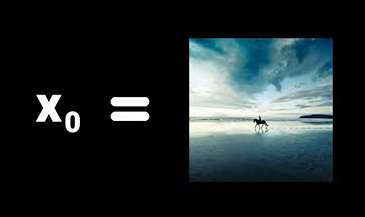 x₀ =